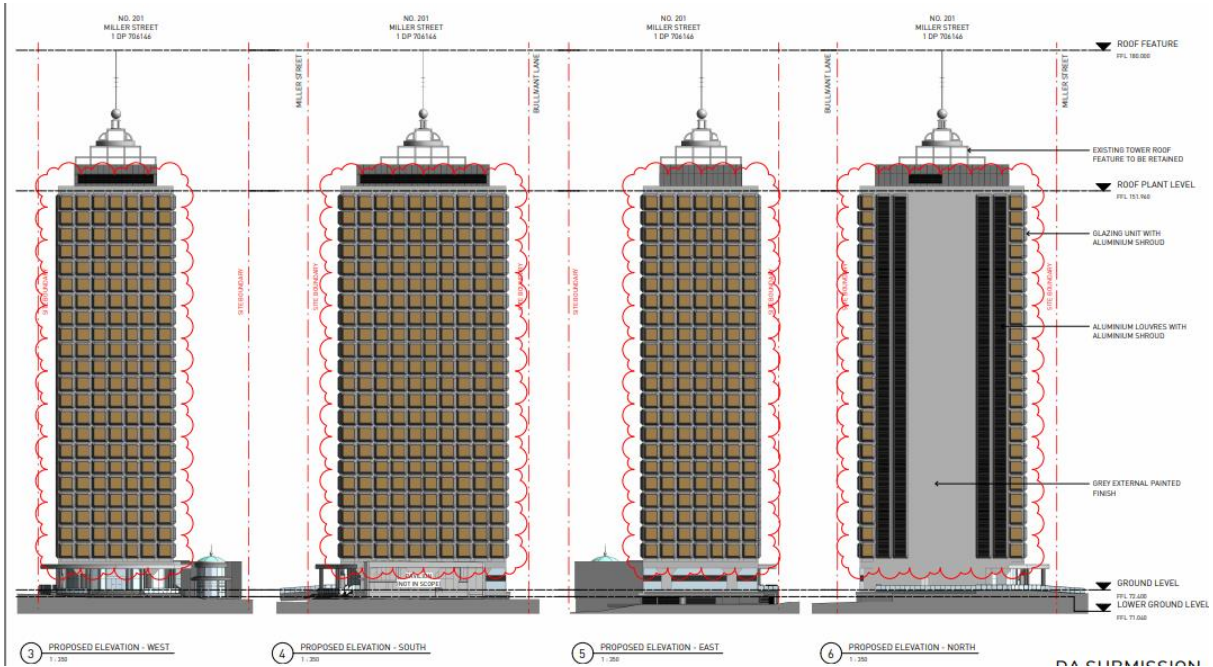 NO. 201
MILLER STREET
1 DP 706146
NO. 201
MILLER STREET
1 DP 706146
NO. 201
MILLER STREET
1 DP 706146
NO. 201
MILLER STREET
1 DP 706146
ROOF FEATURE
FFL 180.000
MILLER STREET
BULLIVANT LANE
BULLIVANT LANE
MILLER STREET
EXISTING TOWER ROOF
FEATURE TO BE RETAINED
ROOF PLANT LEVEL
FFL 151.960
GLAZING UNIT WITH
ALUMINIUM SHROUD
SITE BOUNDARY
SITE BOUNDARY
SITE BOUNDARY
SITE BOUNDARY
SITE BOUNDARY
SITE BOUNDARY
SITE BOUNDARY
SITE BOUNDARY
ALUMINIUM LOUVRES WITH
ALUMINIUM SHROUD
GREY EXTERNAL PAINTED
FINISH
PAVILION
(NOT IN SCOPE)
GROUND LEVEL
FFL 72.400
LOWER GROUND LEVEL
FFL 71.040
3 PROPOSED ELEVATION - WEST
1 : 350
4 PROPOSED ELEVATION - SOUTH
1 : 350
5 PROPOSED ELEVATION - EAST
1 : 350
6 PROPOSED ELEVATION - NORTH
1 : 350
DA SUBMISSION